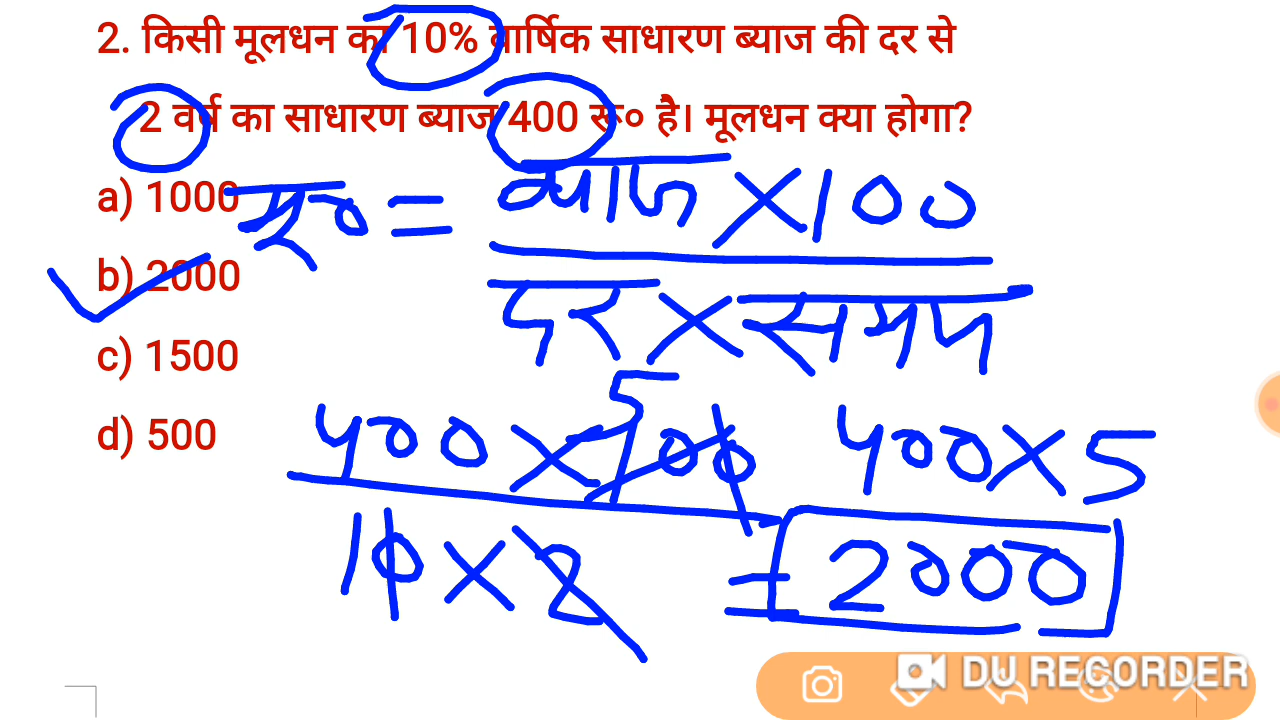 2. किसी मूलधन का 10% वार्षिक साधारण ब्याज की दर से
2 वर्ष का साधारण ब्याज 400 रू० है। मूलधन क्या होगा?
a) 1000
मू० = ब्याज × 100
दर × समय
b) 2000
c) 1500
d) 500
5
400 × 100
10 × 2
400 × 5
= 2000
DU RECORDER